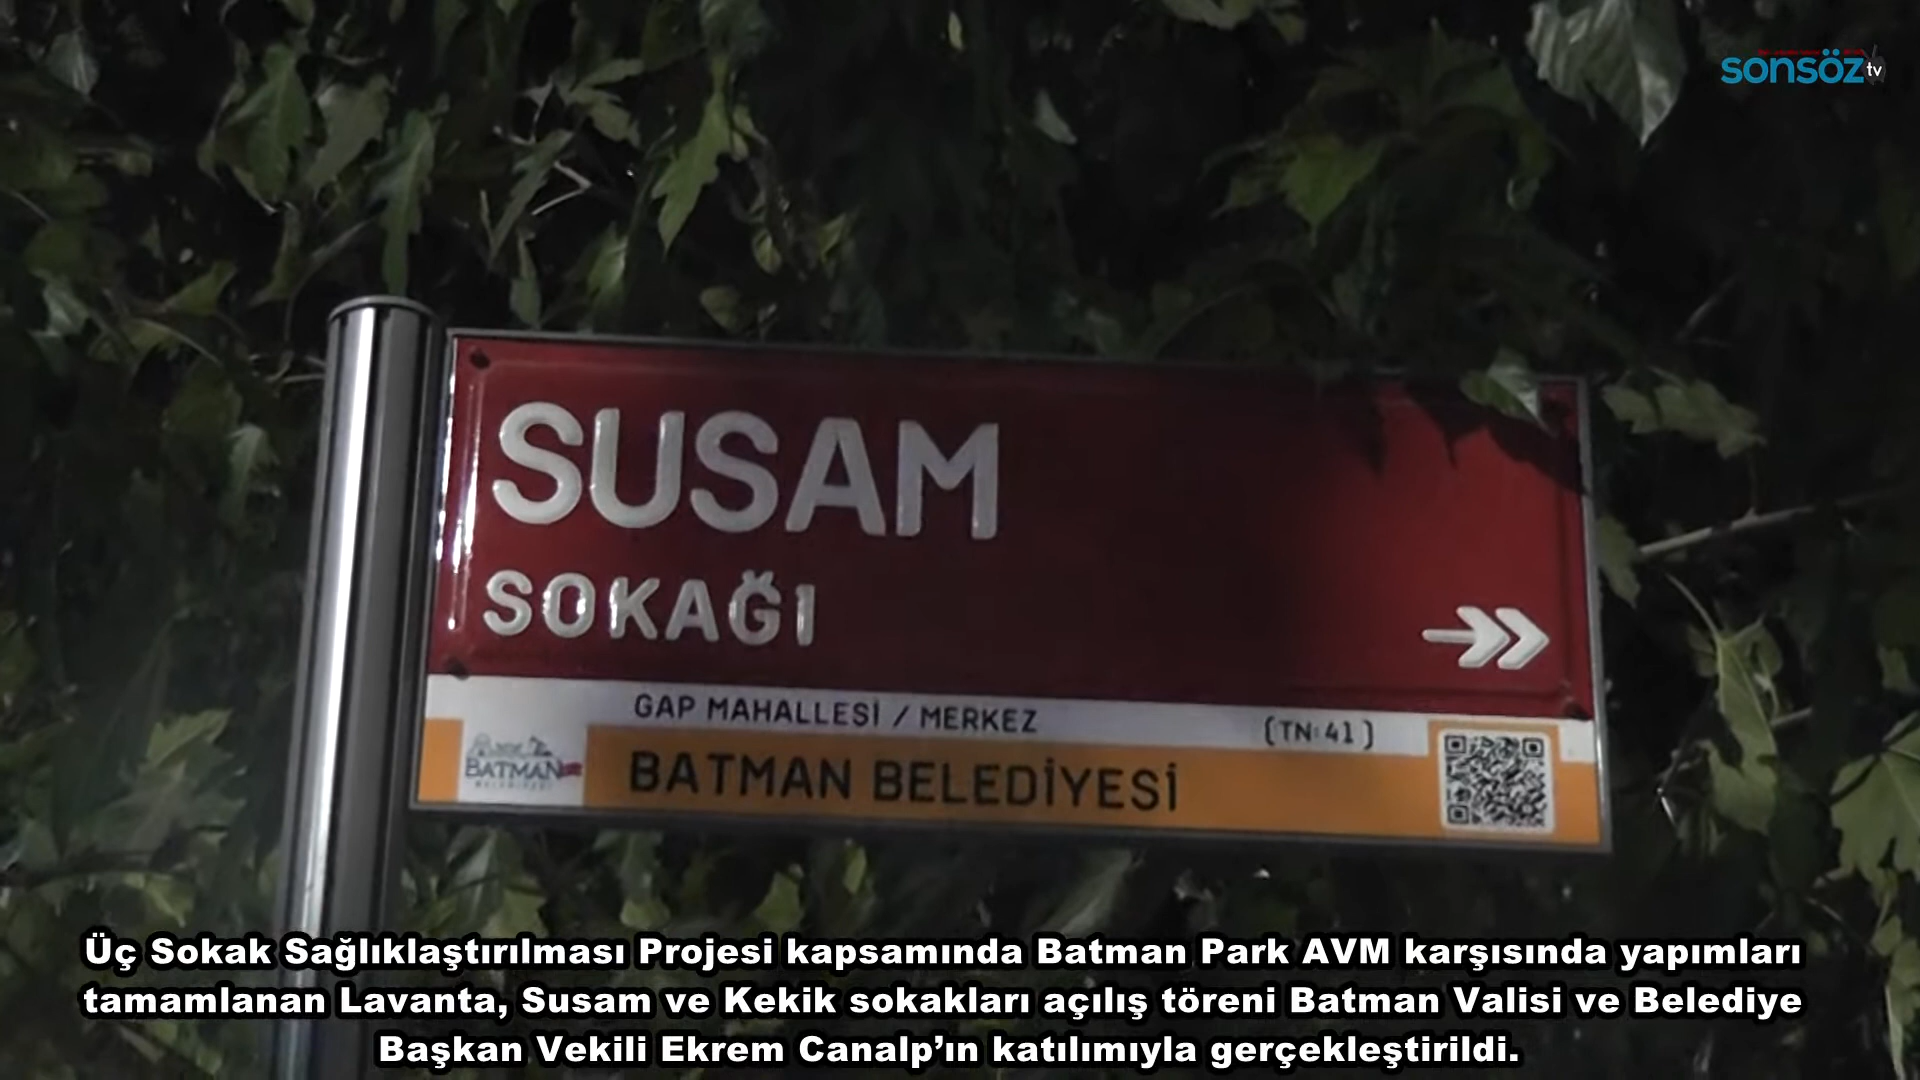 sonsöz tv
SUSAM
SOKAĞI
GAP MAHALLESİ / MERKEZ
(TN:41)
BATMAN
BELEDİYESİ
BATMAN BELEDİYESİ
Üç Sokak Sağlıklaştırılması Projesi kapsamında Batman Park AVM karşısında yapımları
tamamlanan Lavanta, Susam ve Kekik sokakları açılış töreni Batman Valisi ve Belediye
Başkan Vekili Ekrem Canalp’ın katılımıyla gerçekleştirildi.